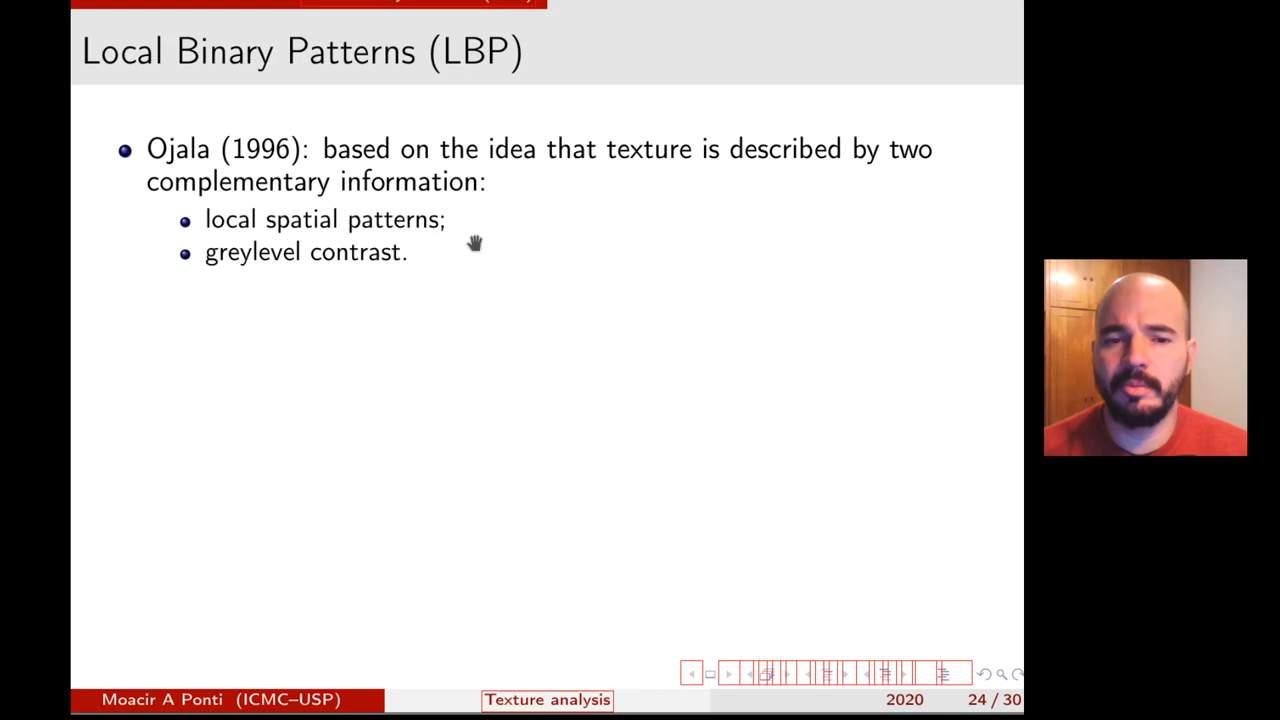 Local Binary Patterns (LBP)
Ojala (1996): based on the idea that texture is described by two
complementary information:
local spatial patterns;
greylevel contrast.
Moacir A Ponti (ICMC–USP)
Texture analysis
2020
24 / 30